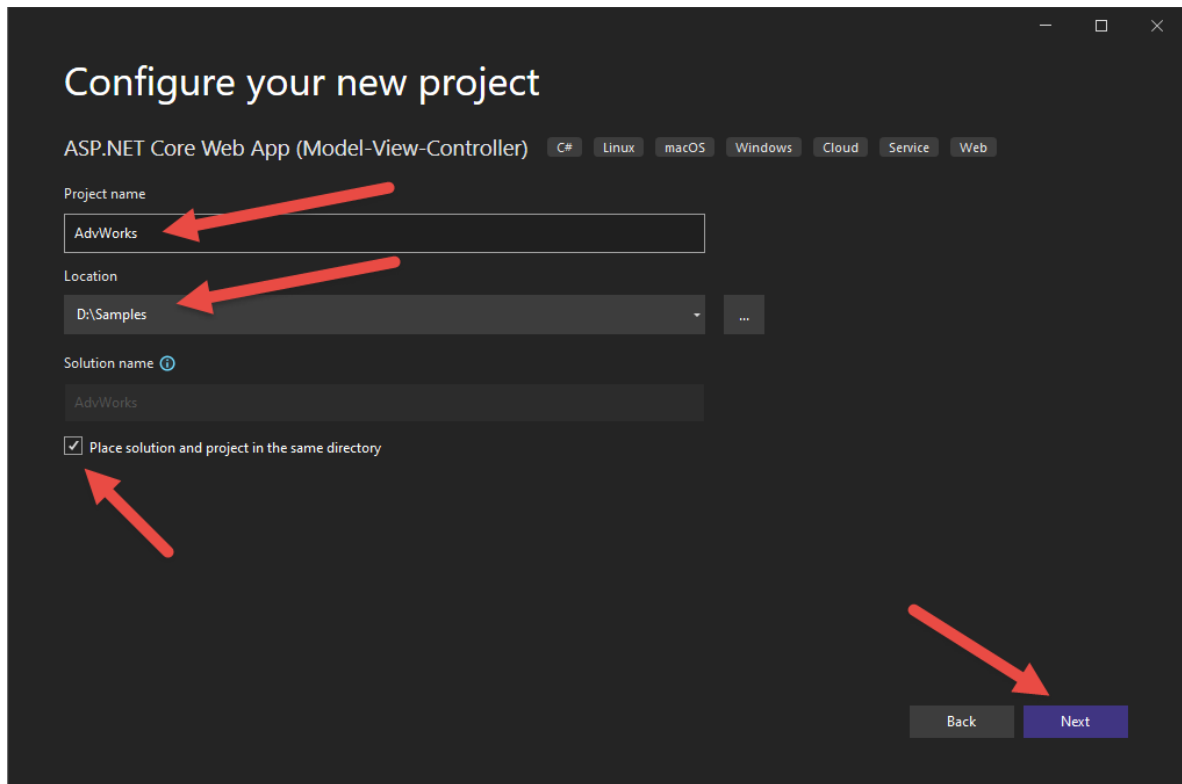 Configure your new project
ASP.NET Core Web App (Model-View-Controller) C# Linux macOS Windows Cloud Service Web
Project name
AdvWorks
Location
D:\Samples
...
Solution name
AdvWorks
Place solution and project in the same directory
Back Next